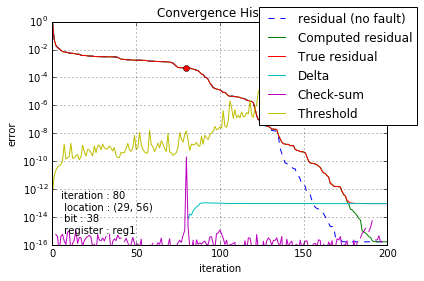 Convergence His
residual (no fault)
Computed residual
True residual
Delta
Check-sum
Threshold
10^0
10^-2
10^-4
10^-6
10^-8
10^-10
10^-12
10^-14
10^-16
error
iteration : 80
location : (29, 56)
bit : 38
register : reg1
0 50 100 150 200
iteration